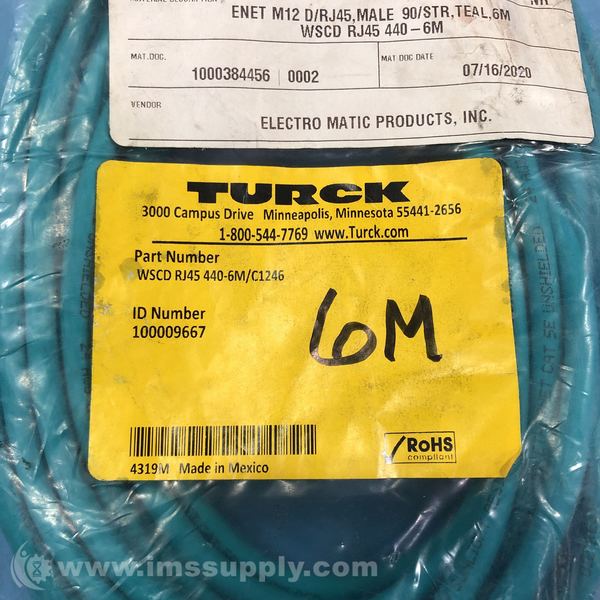 ENET M12 D/RJ45,MALE 90/STR,TEAL,6M
WSCD RJ45 440-6M
MAT.DOC.
1000384456 0002
MAT DOC DATE
07/16/2020
VENDOR
ELECTRO MATIC PRODUCTS, INC.
TURCK
3000 Campus Drive Minneapolis, Minnesota 55441-2656
1-800-544-7769 www.Turck.com
Part Number
WSCD RJ45 440-6M/C1246
ID Number
100009667
6M
4319M Made in Mexico
RoHS
compliant
CAT 5E UNSHIELDED
www.imssupply.com